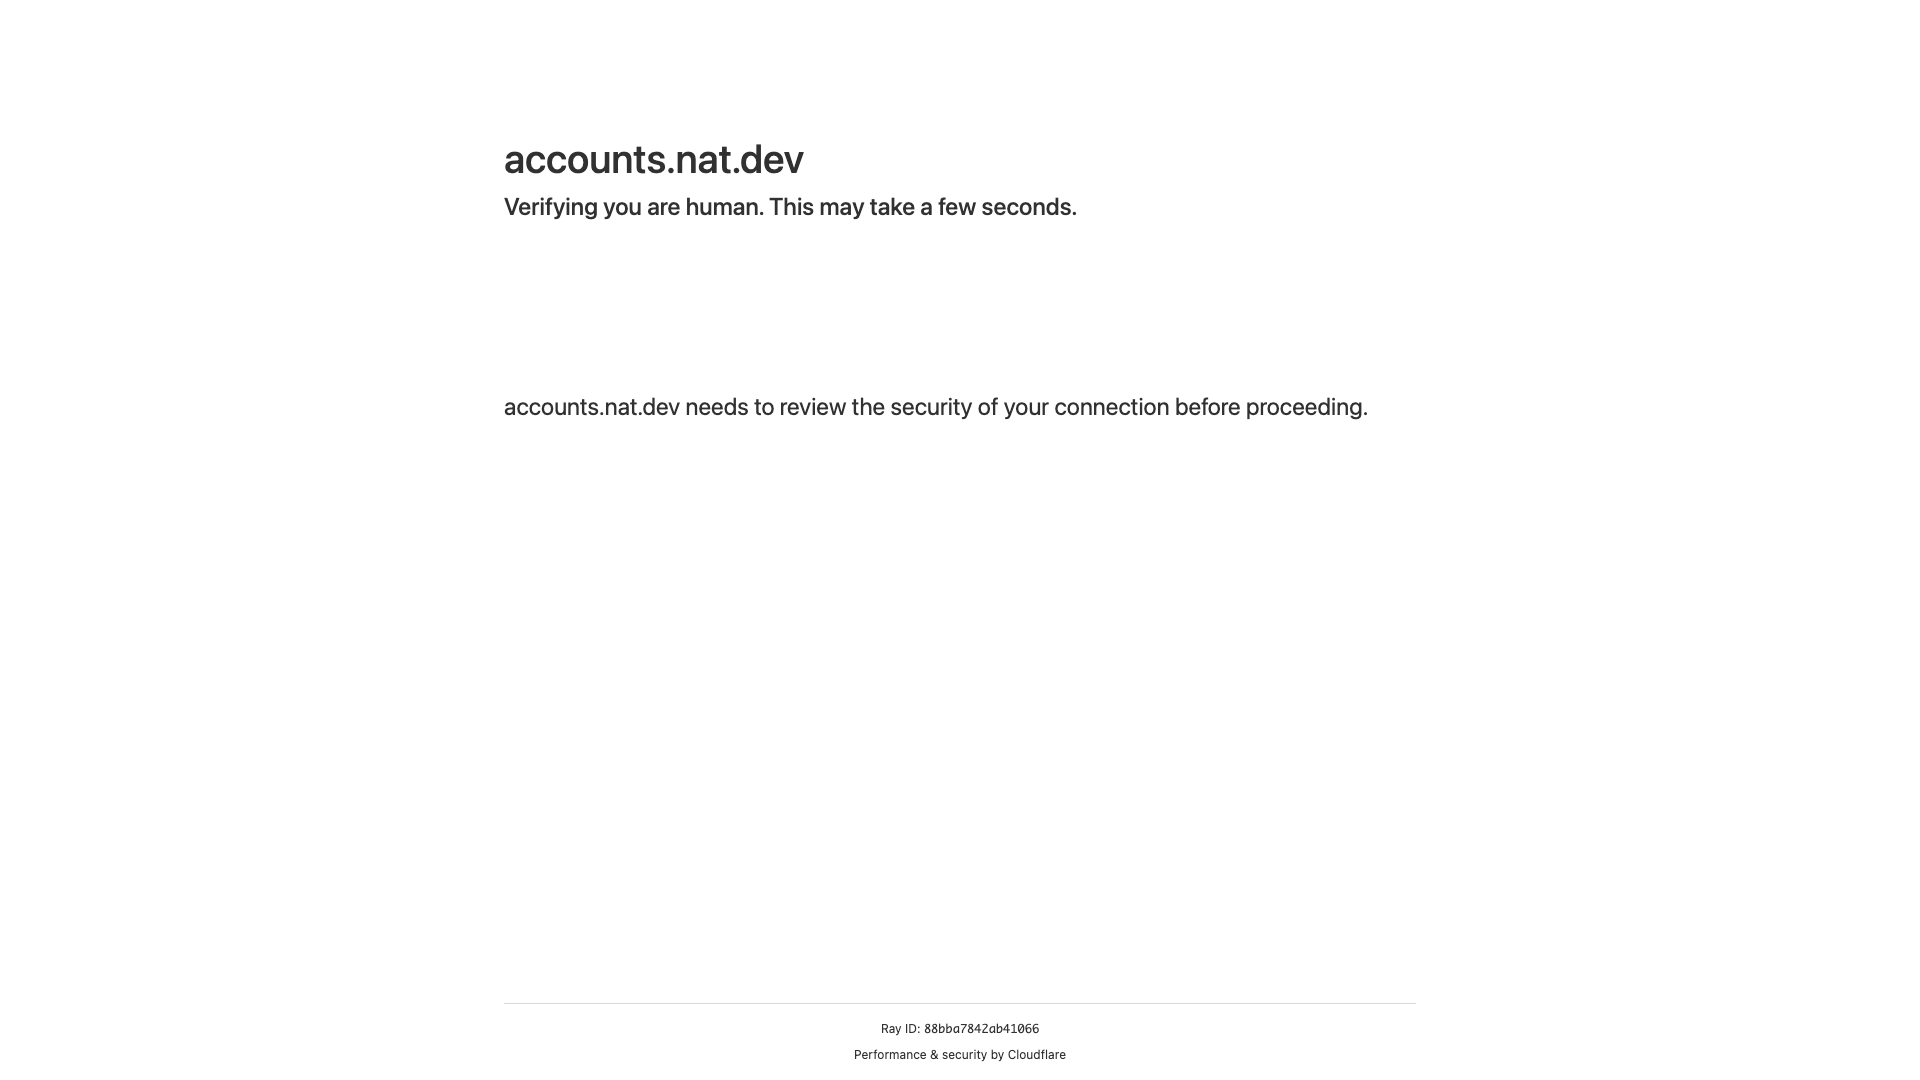 accounts.nat.dev
Verifying you are human. This may take a few seconds.
accounts.nat.dev needs to review the security of your connection before proceeding.
Ray ID: 88bba7842ab41066
Performance & security by Cloudflare